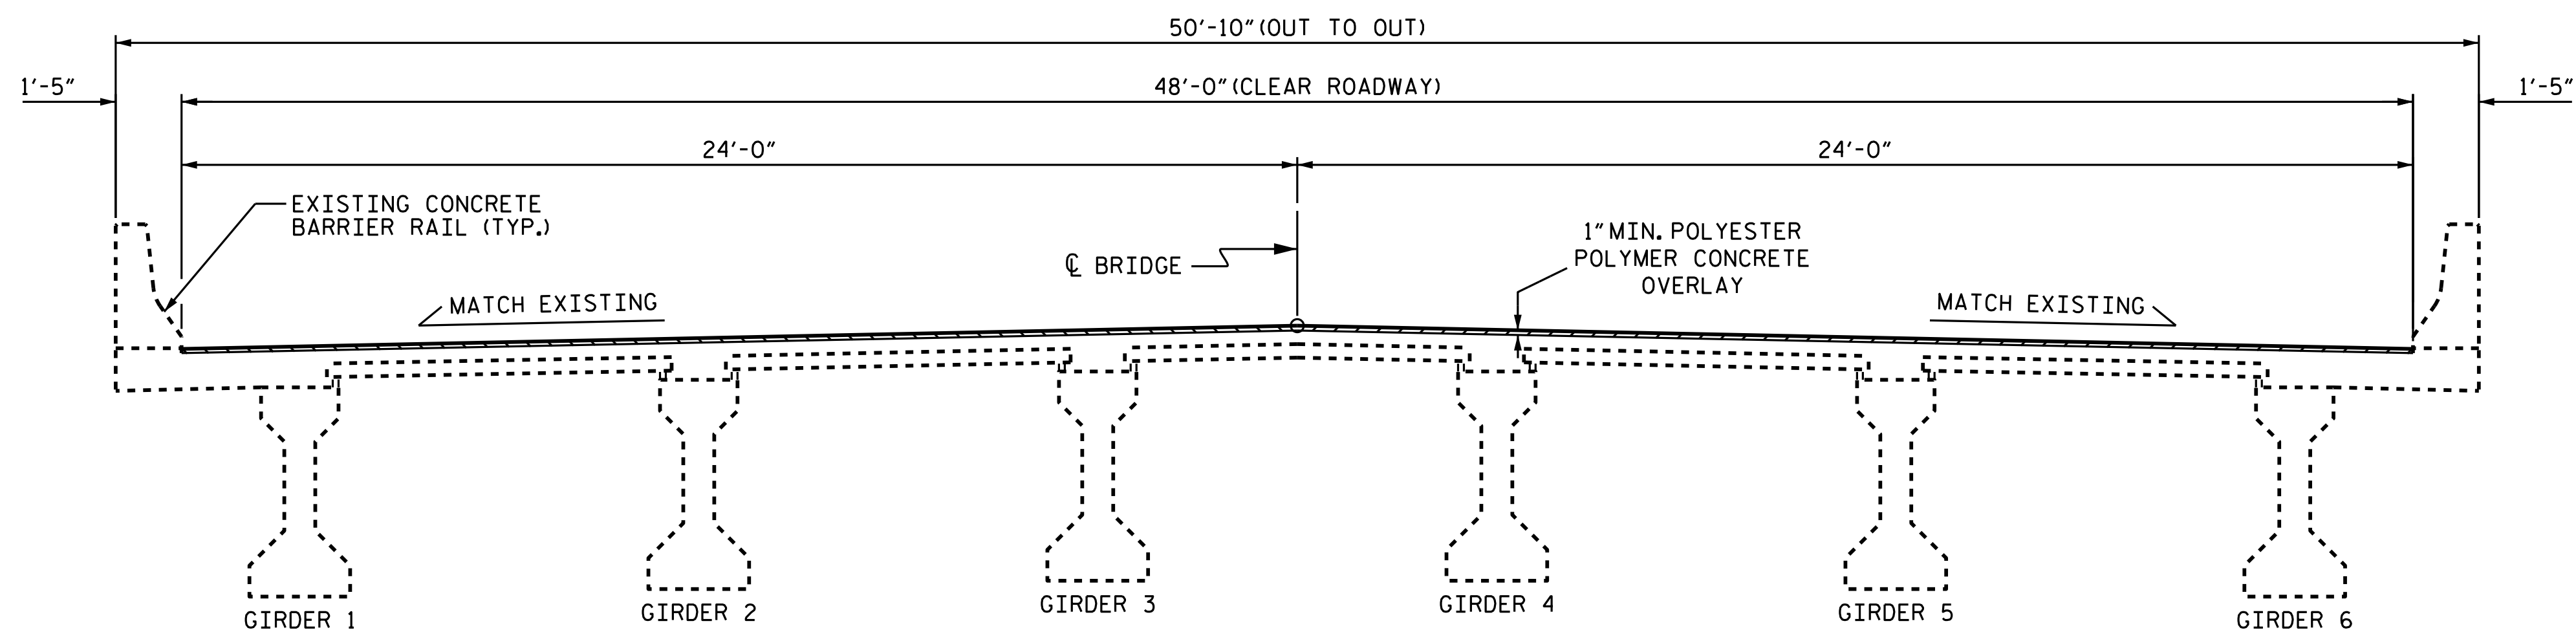 50'-10" (OUT TO OUT)
1'-5"
48'-0" (CLEAR ROADWAY)
1'-5"
24'-0"
24'-0"
EXISTING CONCRETE
BARRIER RAIL (TYP.)
℄ BRIDGE
1" MIN. POLYESTER
POLYMER CONCRETE
OVERLAY
MATCH EXISTING
MATCH EXISTING
GIRDER 1
GIRDER 2
GIRDER 3
GIRDER 4
GIRDER 5
GIRDER 6